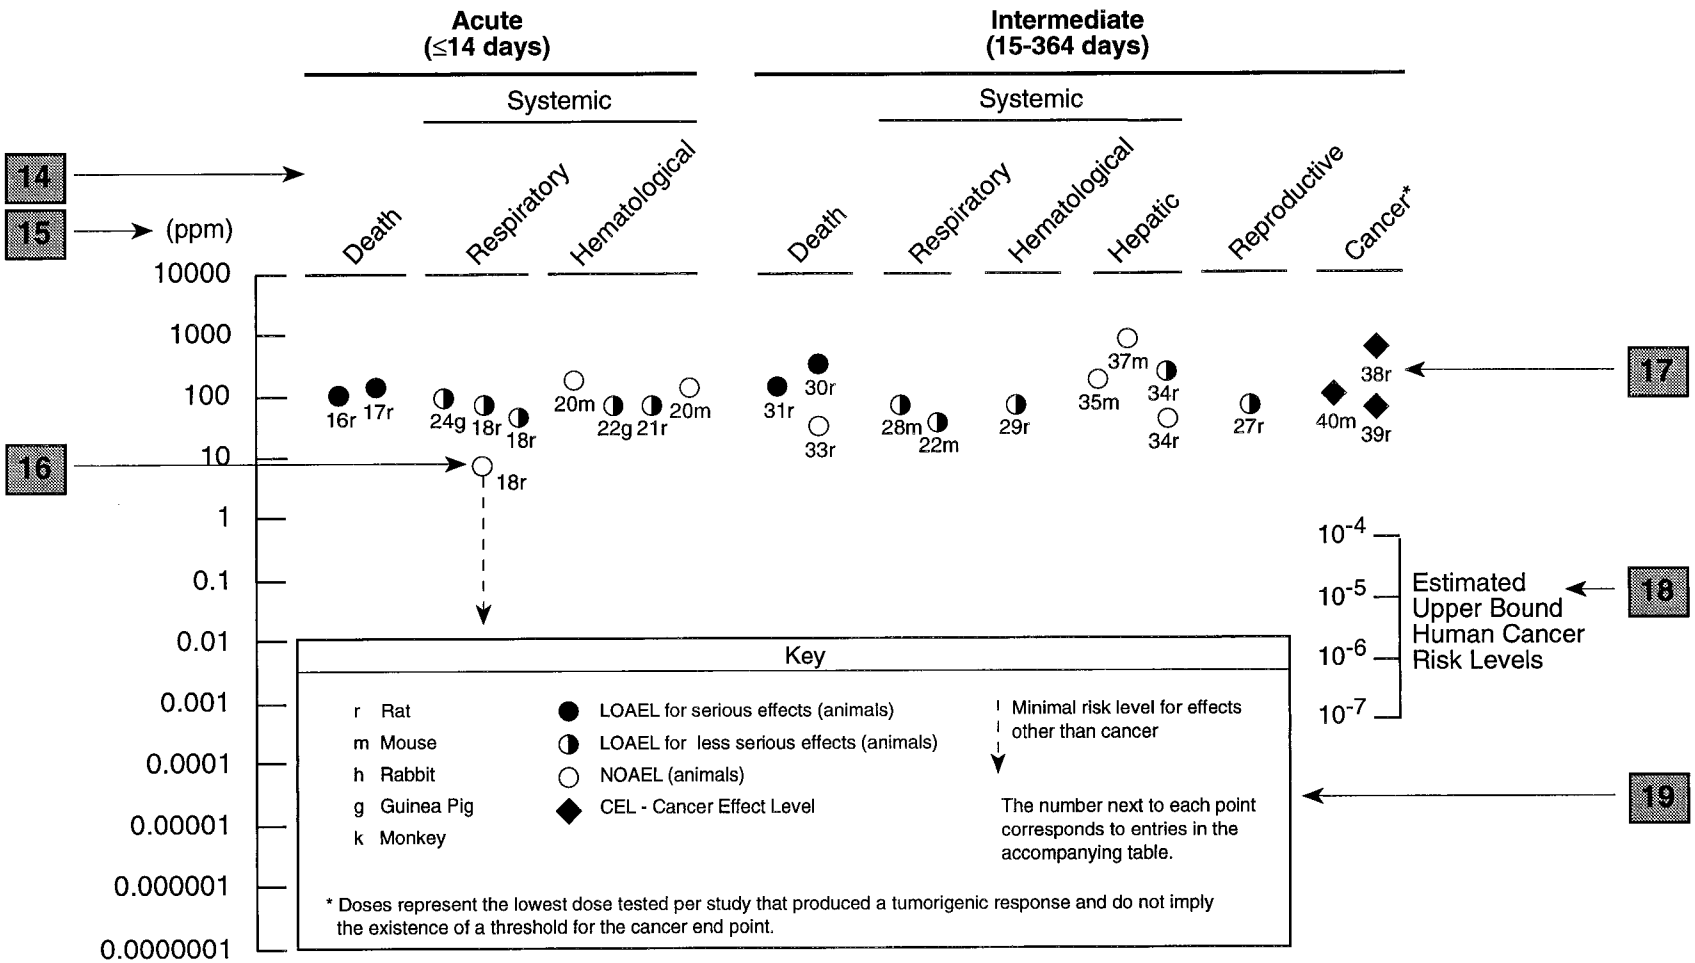 Acute
(≤14 days)
Intermediate
(15-364 days)
Systemic
Systemic
14
15
(ppm)
Death
Respiratory
Hematological
Death
Respiratory
Hematological
Hepatic
Reproductive
Cancer*
10000
1000
100
10
1
0.1
0.01
0.001
0.0001
0.00001
0.000001
0.0000001
16r
17r
24g
18r
18r
20m
22g
21r
20m
31r
30r
33r
28m
22m
29r
35m
37m
34r
34r
27r
40m
38r
39r
17
16
18r
10-4
10-5
10-6
10-7
Estimated
Upper Bound
Human Cancer
Risk Levels
18
Key
r Rat
m Mouse
h Rabbit
g Guinea Pig
k Monkey
LOAEL for serious effects (animals)
LOAEL for less serious effects (animals)
NOAEL (animals)
CEL - Cancer Effect Level
Minimal risk level for effects
other than cancer
The number next to each point
corresponds to entries in the
accompanying table.
19
* Doses represent the lowest dose tested per study that produced a tumorigenic response and do not imply
the existence of a threshold for the cancer end point.